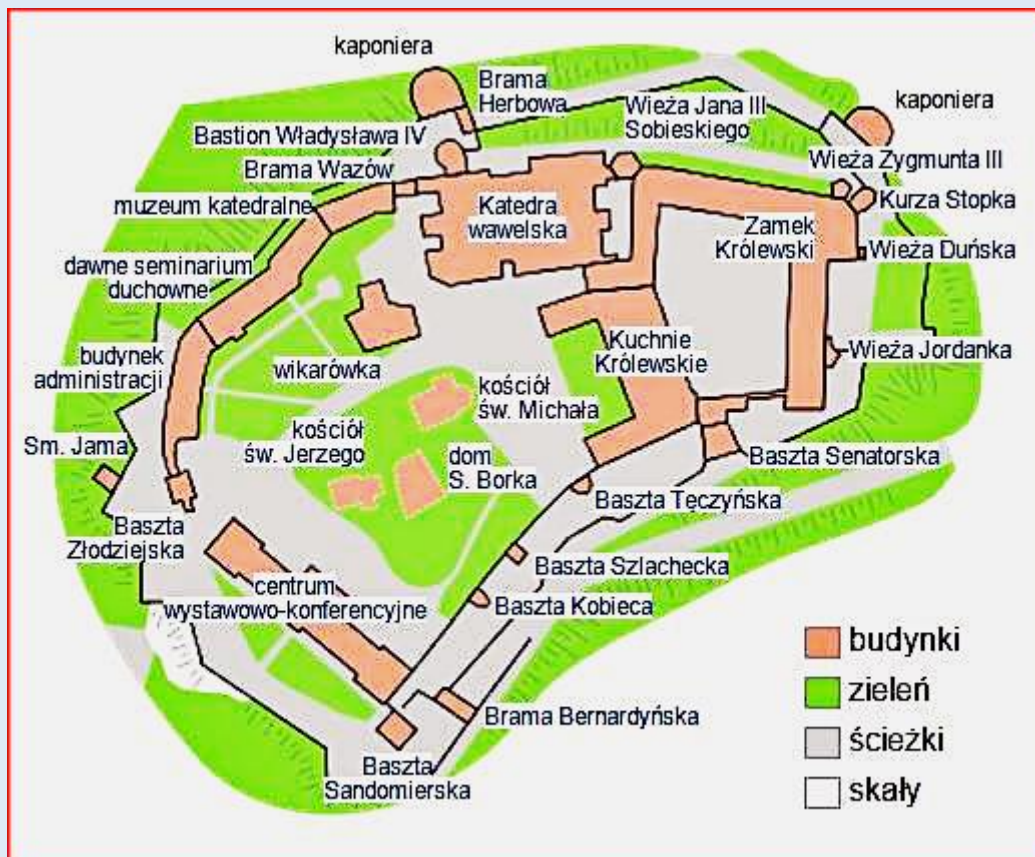 kaponiera
Brama
Herbowa
Wieża Jana III
Sobieskiego
kaponiera
Bastion Władysława IV
Brama Wazów
Wieża Zygmunta III
muzeum katedralne
Katedra
wawelska
Kurza Stopka
Zamek
Królewski
Wieża Duńska
dawne seminarium
duchowne
Kuchnie
Królewskie
Wieża Jordanka
budynek
administracji
wikarówka
kościół
św. Michała
Sm. Jama
kościół
św. Jerzego
dom
S. Borka
Baszta Senatorska
Baszta Tęczyńska
Baszta
Złodziejska
Baszta Szlachecka
centrum
wystawowo-konferencyjne
Baszta Kobieca
Brama Bernardyńska
Baszta
Sandomierska
budynki
zieleń
ścieżki
skały